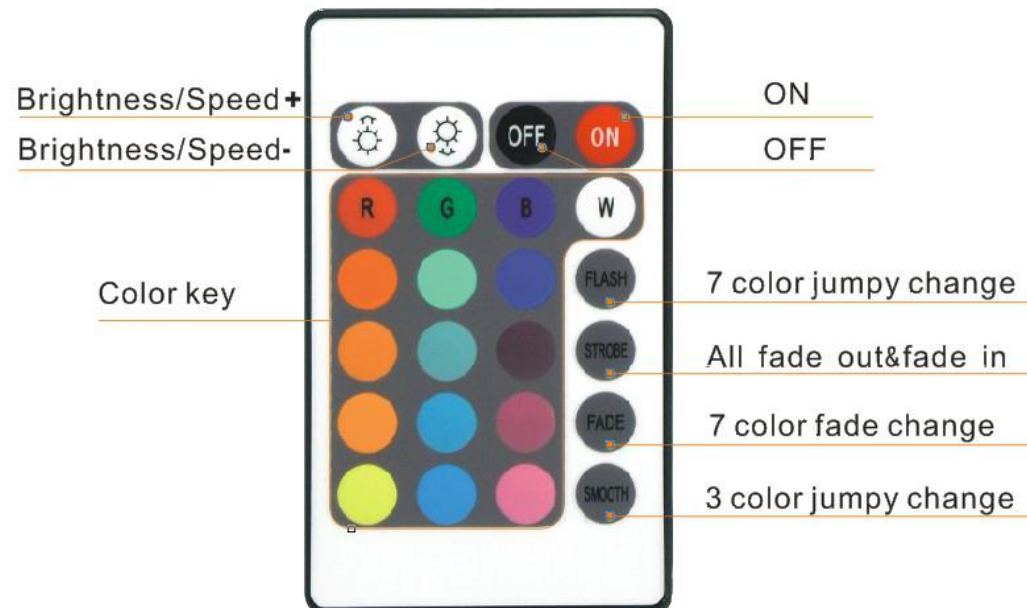 Brightness/Speed+
Brightness/Speed-
ON
OFF
OFF
ON
R
G
B
W
Color key
FLASH
7 color jumpy change
STROBE
All fade out&fade in
FADE
7 color fade change
SMOCTH
3 color jumpy change